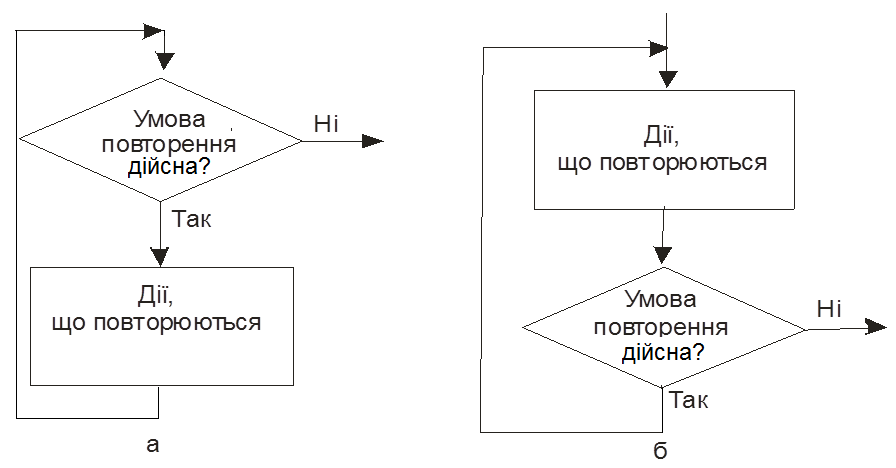 Умова
повторення
дійсна?
Ні
Так
Дії,
що повторюються
а
Дії,
що повторюються
Умова
повторення
дійсна?
Ні
Так
б